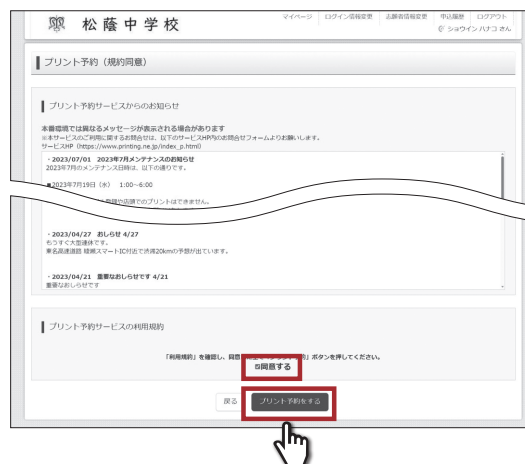 松蔭中学校
マイページ ログイン情報変更 志願者情報変更 申込履歴 ログアウト
ショウイン ハナコ さん
プリント予約（規約同意）
プリント予約サービスからのお知らせ
本番環境では異なるメッセージが表示される場合があります
※本サービスのご利用に関するお問合せは、以下のサービスHP内のお問合せフォームよりお願いします。
サービスHP（https://www.printing.ne.jp/index_p.html）
・2023/07/01 2023年7月メンテナンスのお知らせ
2023年7月のメンテナンス日時は、以下の通りです。
■2023年7月19日（水） 1:00~6:00
店頭でのプリントはできません。
・2023/04/27 おしらせ 4/27
もうすぐ大型連休です。
東名高速道路 綾瀬スマートIC付近で渋滞20kmの予想が出ています。
・2023/04/21 重要なおしらせです 4/21
重要なおしらせです
プリント予約サービスの利用規約
「利用規約」を確認し、同意 ボタンを押してください。
同意する
戻る プリント予約をする